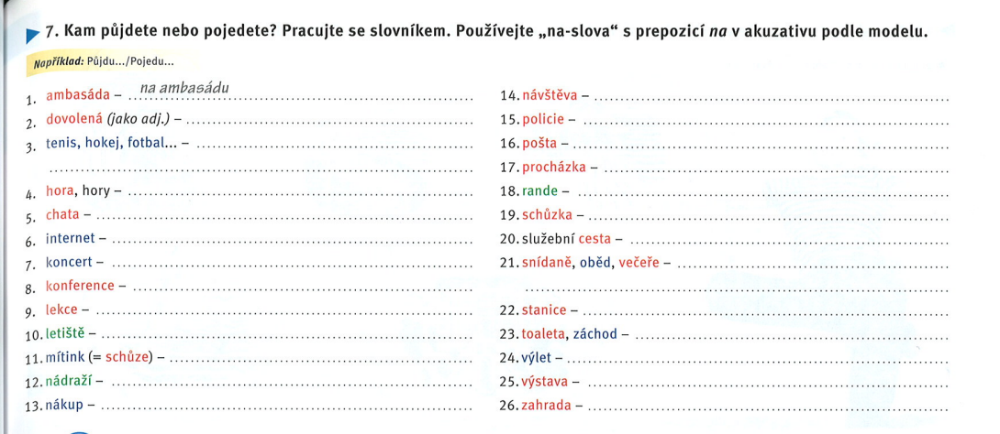 7. Kam půjdete nebo pojedete? Pracujte se slovníkem. Používejte „na-slova“ s prepozicí na v akuzativu podle modelu.
Například: Půjdu.../Pojedu...
1. ambasáda – na ambasádu
2. dovolená (jako adj.) –
3. tenis, hokej, fotbal... –
4. hora, hory –
5. chata –
6. internet –
7. koncert –
8. konference –
9. lekce –
10. letiště –
11. mítink (= schůze) –
12. nádraží –
13. nákup –
14. návštěva –
15. policie –
16. pošta –
17. procházka –
18. rande –
19. schůzka –
20. služební cesta –
21. snídaně, oběd, večeře –
22. stanice –
23. toaleta, záchod –
24. výlet –
25. výstava –
26. zahrada –